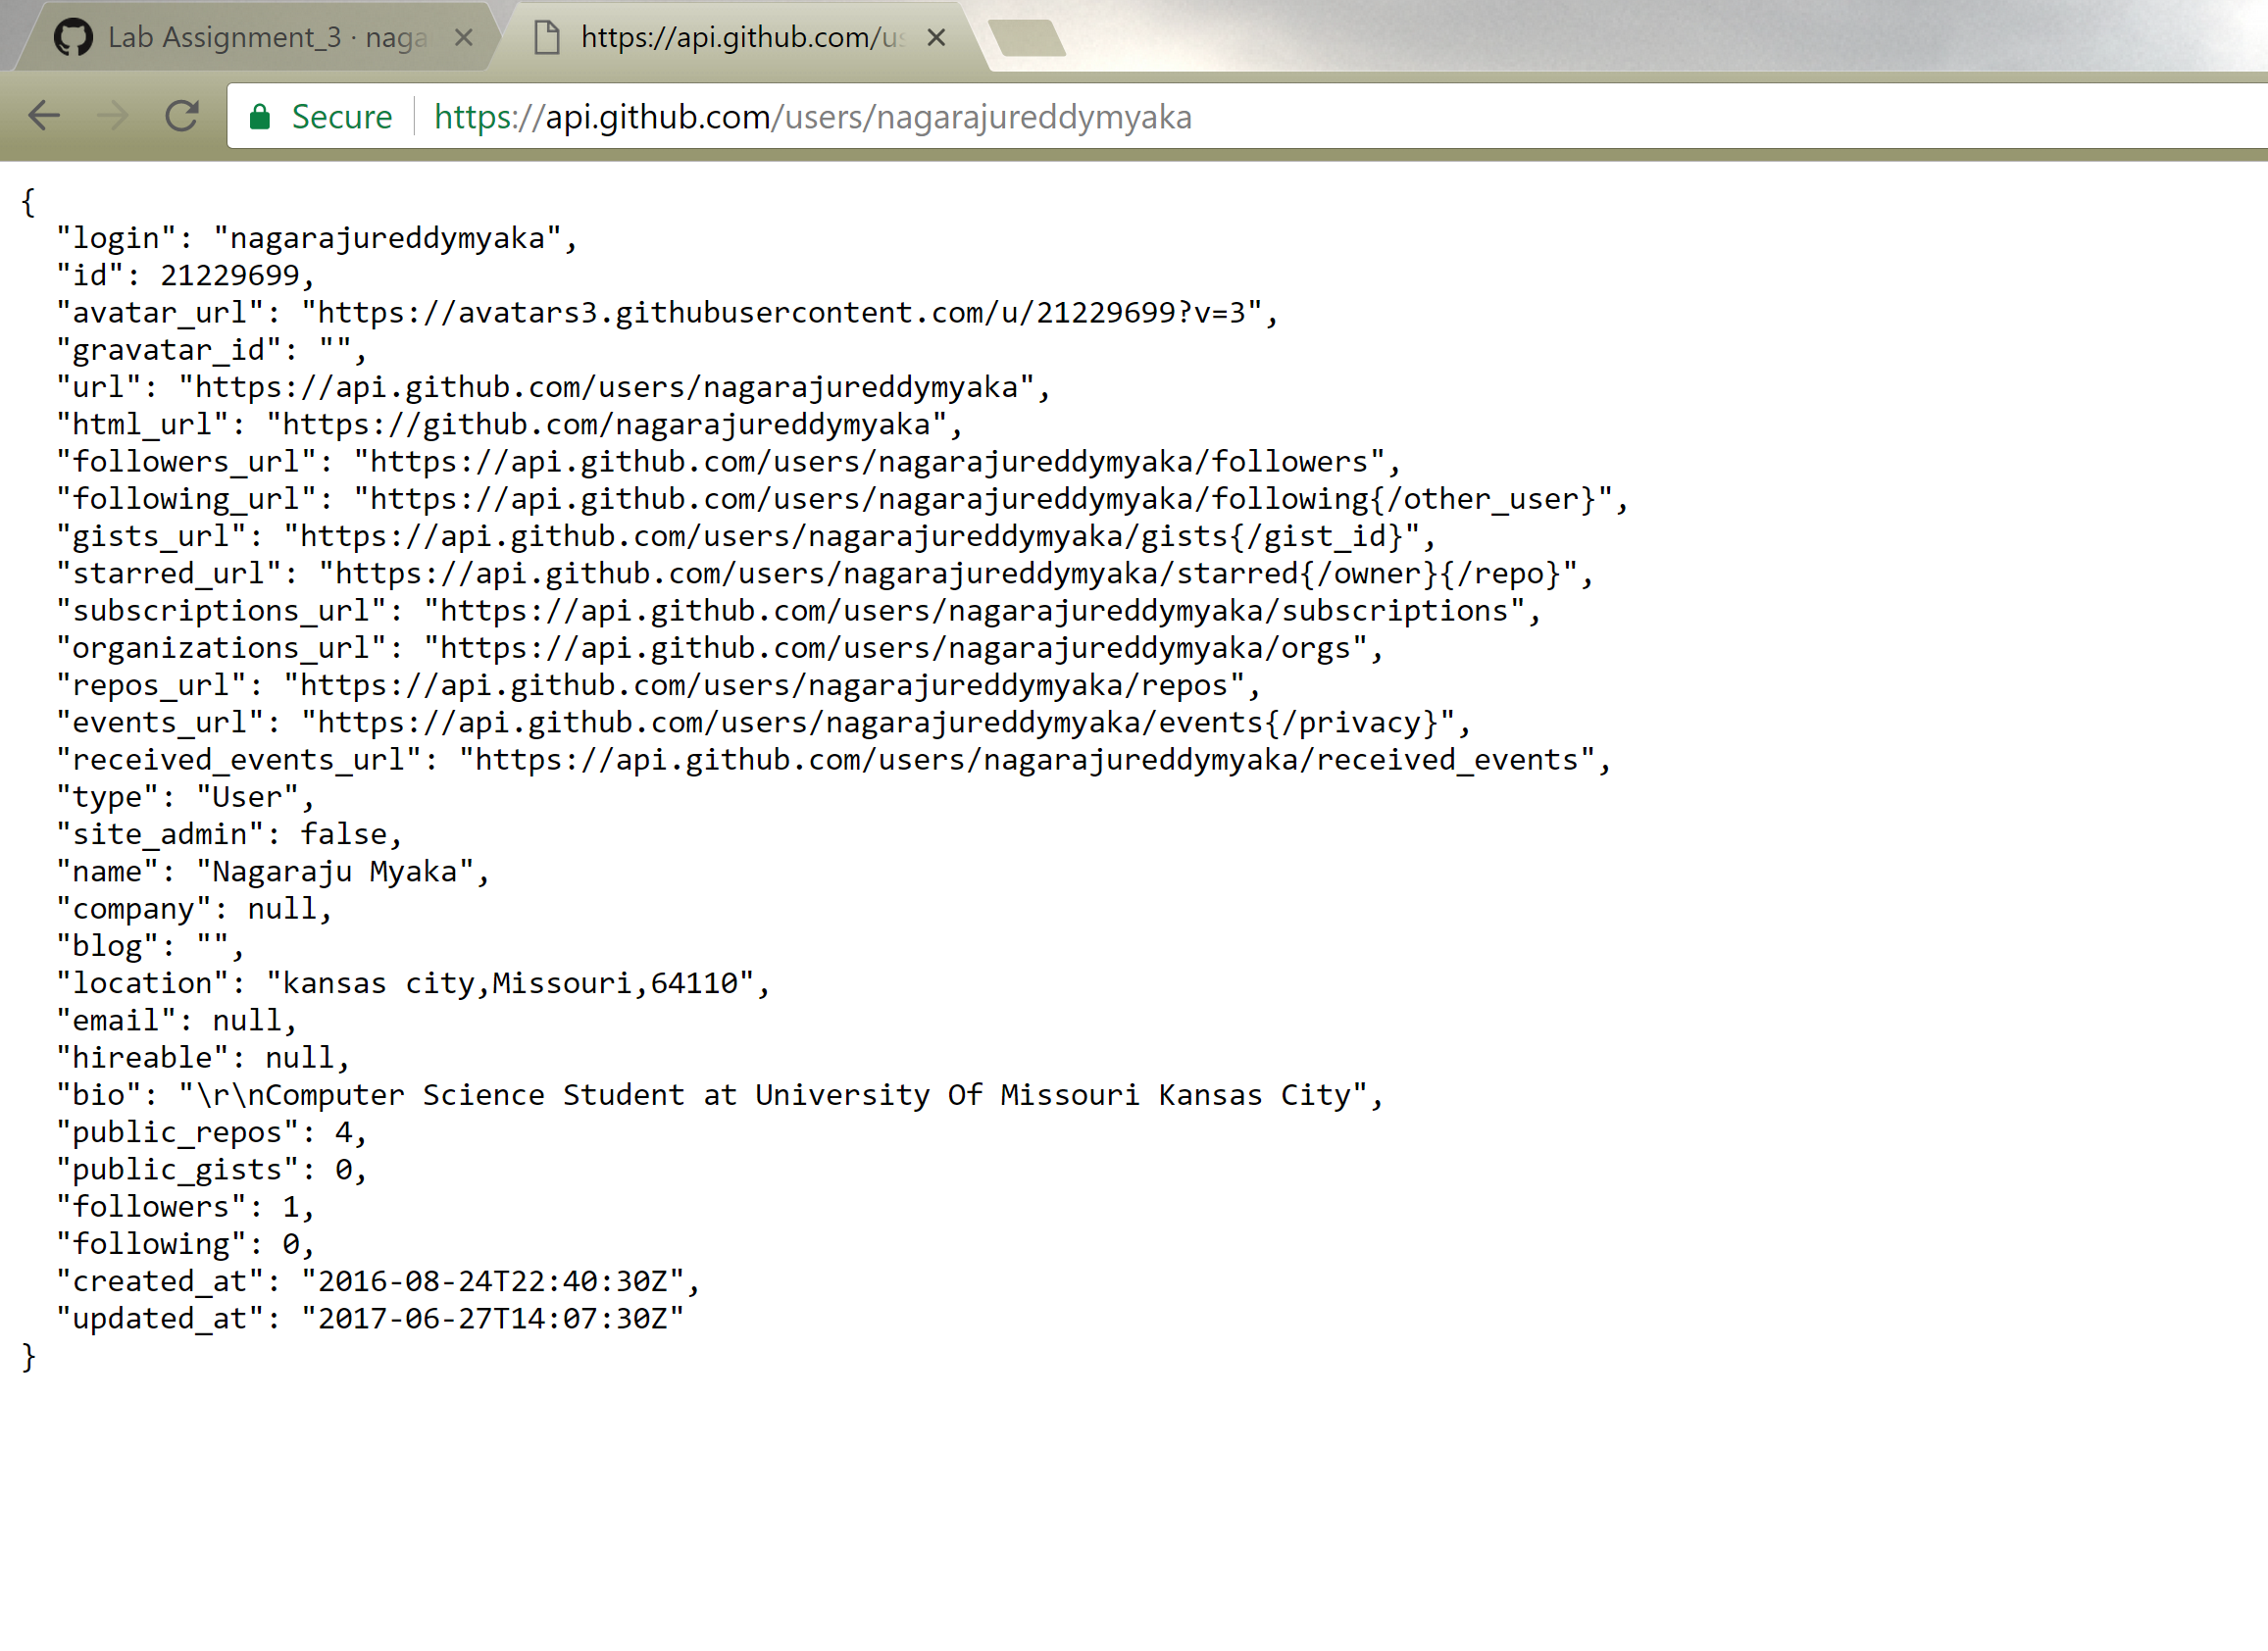 Lab Assignment_3 · naga
https://api.github.com/us
Secure
https://api.github.com/users/nagarajureddymyaka
{
"login": "nagarajureddymyaka",
"id": 21229699,
"avatar_url": "https://avatars3.githubusercontent.com/u/21229699?v=3",
"gravatar_id": "",
"url": "https://api.github.com/users/nagarajureddymyaka",
"html_url": "https://github.com/nagarajureddymyaka",
"followers_url": "https://api.github.com/users/nagarajureddymyaka/followers",
"following_url": "https://api.github.com/users/nagarajureddymyaka/following{/other_user}",
"gists_url": "https://api.github.com/users/nagarajureddymyaka/gists{/gist_id}",
"starred_url": "https://api.github.com/users/nagarajureddymyaka/starred{/owner}{/repo}",
"subscriptions_url": "https://api.github.com/users/nagarajureddymyaka/subscriptions",
"organizations_url": "https://api.github.com/users/nagarajureddymyaka/orgs",
"repos_url": "https://api.github.com/users/nagarajureddymyaka/repos",
"events_url": "https://api.github.com/users/nagarajureddymyaka/events{/privacy}",
"received_events_url": "https://api.github.com/users/nagarajureddymyaka/received_events",
"type": "User",
"site_admin": false,
"name": "Nagaraju Myaka",
"company": null,
"blog": "",
"location": "kansas city,Missouri,64110",
"email": null,
"hireable": null,
"bio": "\r\nComputer Science Student at University Of Missouri Kansas City",
"public_repos": 4,
"public_gists": 0,
"followers": 1,
"following": 0,
"created_at": "2016-08-24T22:40:30Z",
"updated_at": "2017-06-27T14:07:30Z"
}